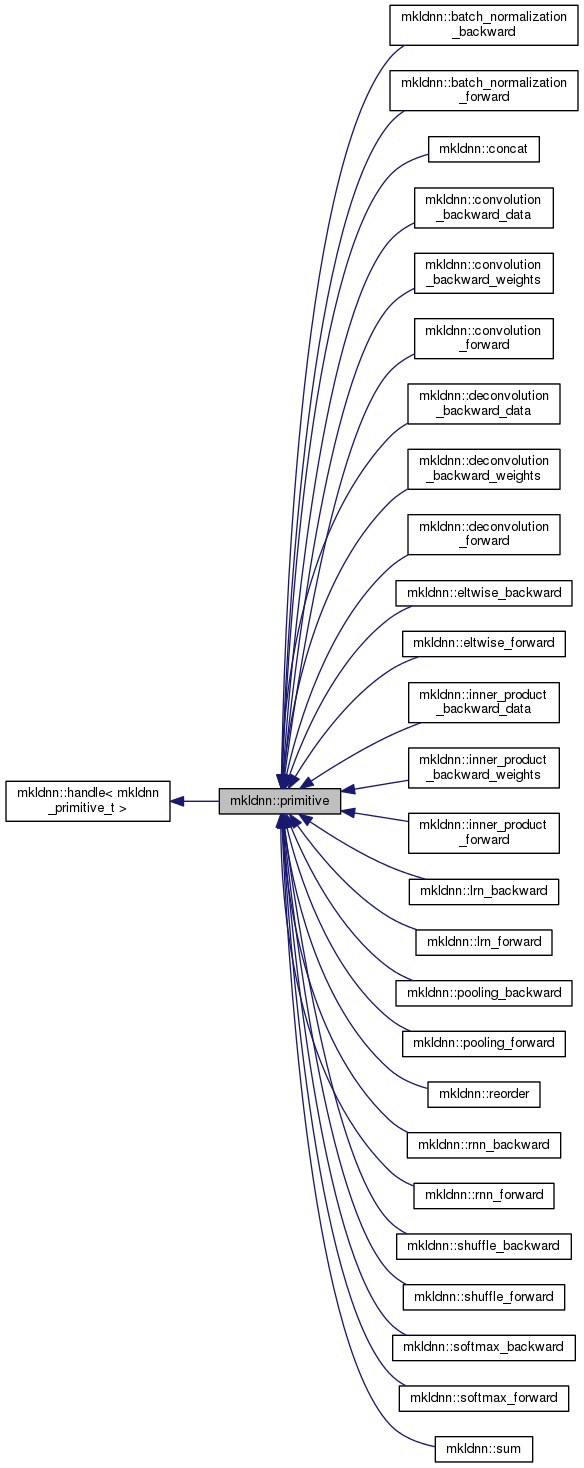 mkldnn::batch_normalization
_backward
mkldnn::batch_normalization
_forward
mkldnn::concat
mkldnn::convolution
_backward_data
mkldnn::convolution
_backward_weights
mkldnn::convolution
_forward
mkldnn::deconvolution
_backward_data
mkldnn::deconvolution
_backward_weights
mkldnn::deconvolution
_forward
mkldnn::eltwise_backward
mkldnn::eltwise_forward
mkldnn::inner_product
_backward_data
mkldnn::inner_product
_backward_weights
mkldnn::handle< mkldnn
_primitive_t >
mkldnn::primitive
mkldnn::inner_product
_forward
mkldnn::lrn_backward
mkldnn::lrn_forward
mkldnn::pooling_backward
mkldnn::pooling_forward
mkldnn::reorder
mkldnn::rnn_backward
mkldnn::rnn_forward
mkldnn::shuffle_backward
mkldnn::shuffle_forward
mkldnn::softmax_backward
mkldnn::softmax_forward
mkldnn::sum